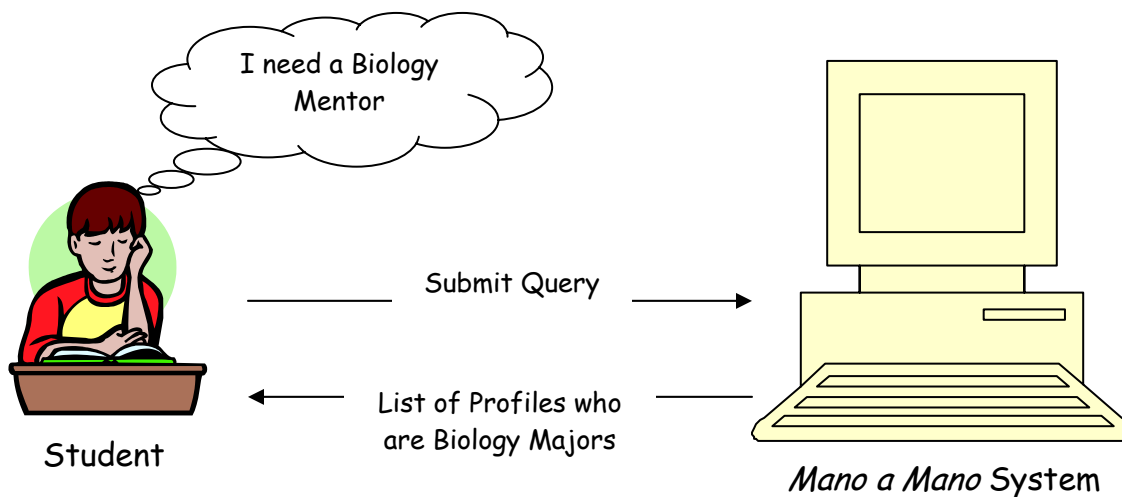 I need a Biology
Mentor
Submit Query
List of Profiles who
are Biology Majors
Student
Mano a Mano System